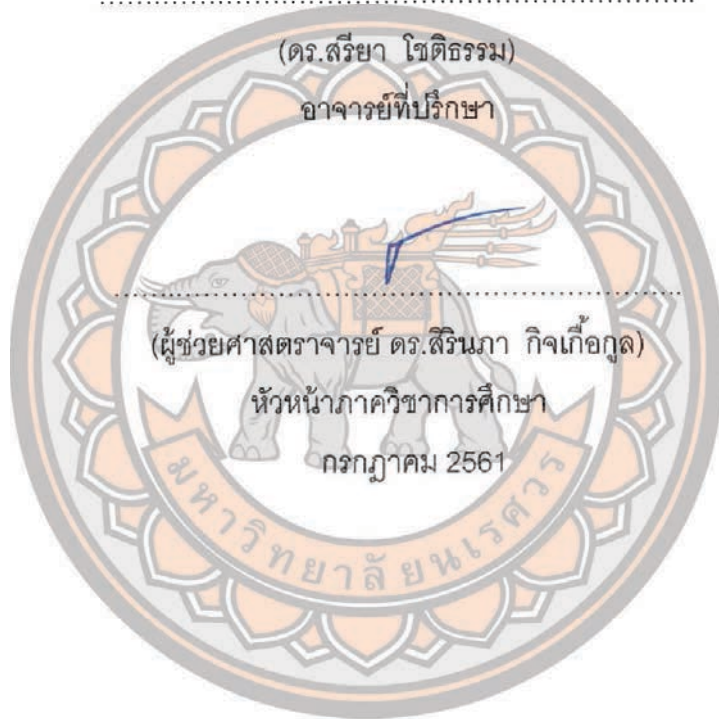 (ดร.สรียา โชติธรรม)
อาจารย์ที่ปรึกษา
(ผู้ช่วยศาสตราจารย์ ดร.สิรินภา กิจเกื้อกูล)
หัวหน้าภาควิชาการศึกษา
กรกฎาคม 2561
มหาวิทยาลัยนเรศวร